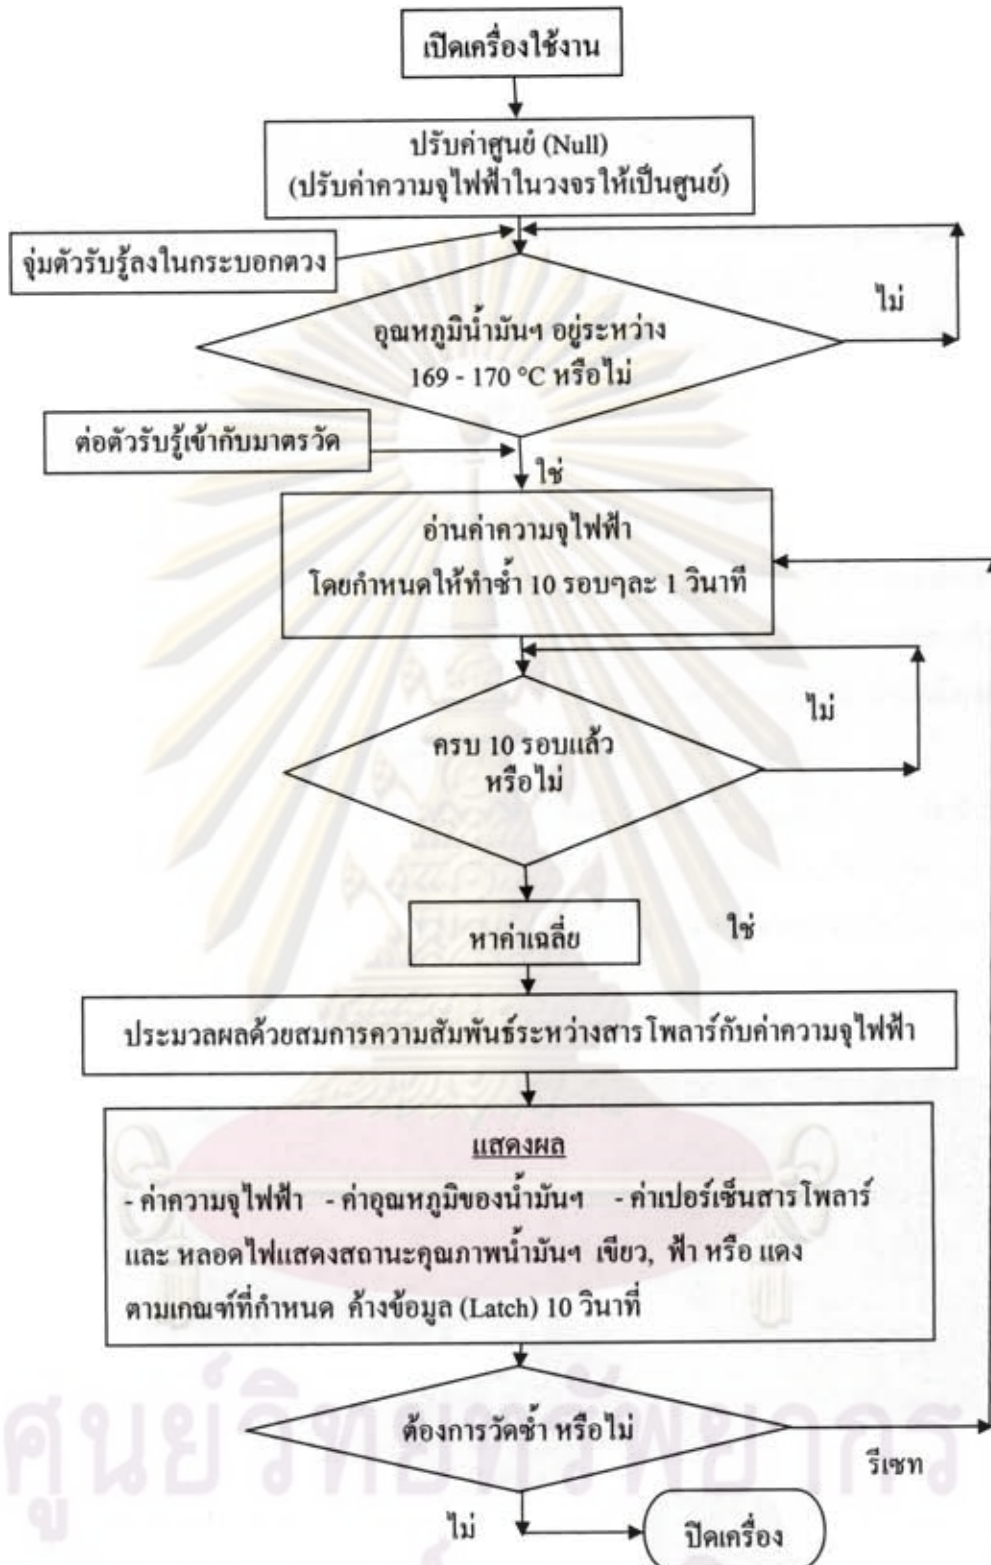 เปิดเครื่องใช้งาน
ปรับค่าศูนย์ (Null)
(ปรับค่าความจุไฟฟ้าในวงจรให้เป็นศูนย์)
จุ่มตัวรับรู้ลงในกระบอกตวง
ไม่
อุณหภูมิน้ำมันฯ อยู่ระหว่าง
169 - 170 °C หรือไม่
ต่อตัวรับรู้เข้ากับมาตรวัด
ใช่
อ่านค่าความจุไฟฟ้า
โดยกำหนดให้ทำซ้ำ 10 รอบๆละ 1 วินาที
ไม่
ครบ 10 รอบแล้ว
หรือไม่
หาค่าเฉลี่ย
ใช่
ประมวลผลด้วยสมการความสัมพันธ์ระหว่างสารโพลาร์กับค่าความจุไฟฟ้า
แสดงผล
- ค่าความจุไฟฟ้า - ค่าอุณหภูมิของน้ำมันฯ - ค่าเปอร์เซ็นสารโพลาร์
และ หลอดไฟแสดงสถานะคุณภาพน้ำมันฯ เขียว, ฟ้า หรือ แดง
ตามเกณฑ์ที่กำหนด ค้างข้อมูล (Latch) 10 วินาที่
ต้องการวัดซ้ำ หรือไม่
รีเซท
ไม่
ปิดเครื่อง
ศูนย์วิทยทรัพยากร